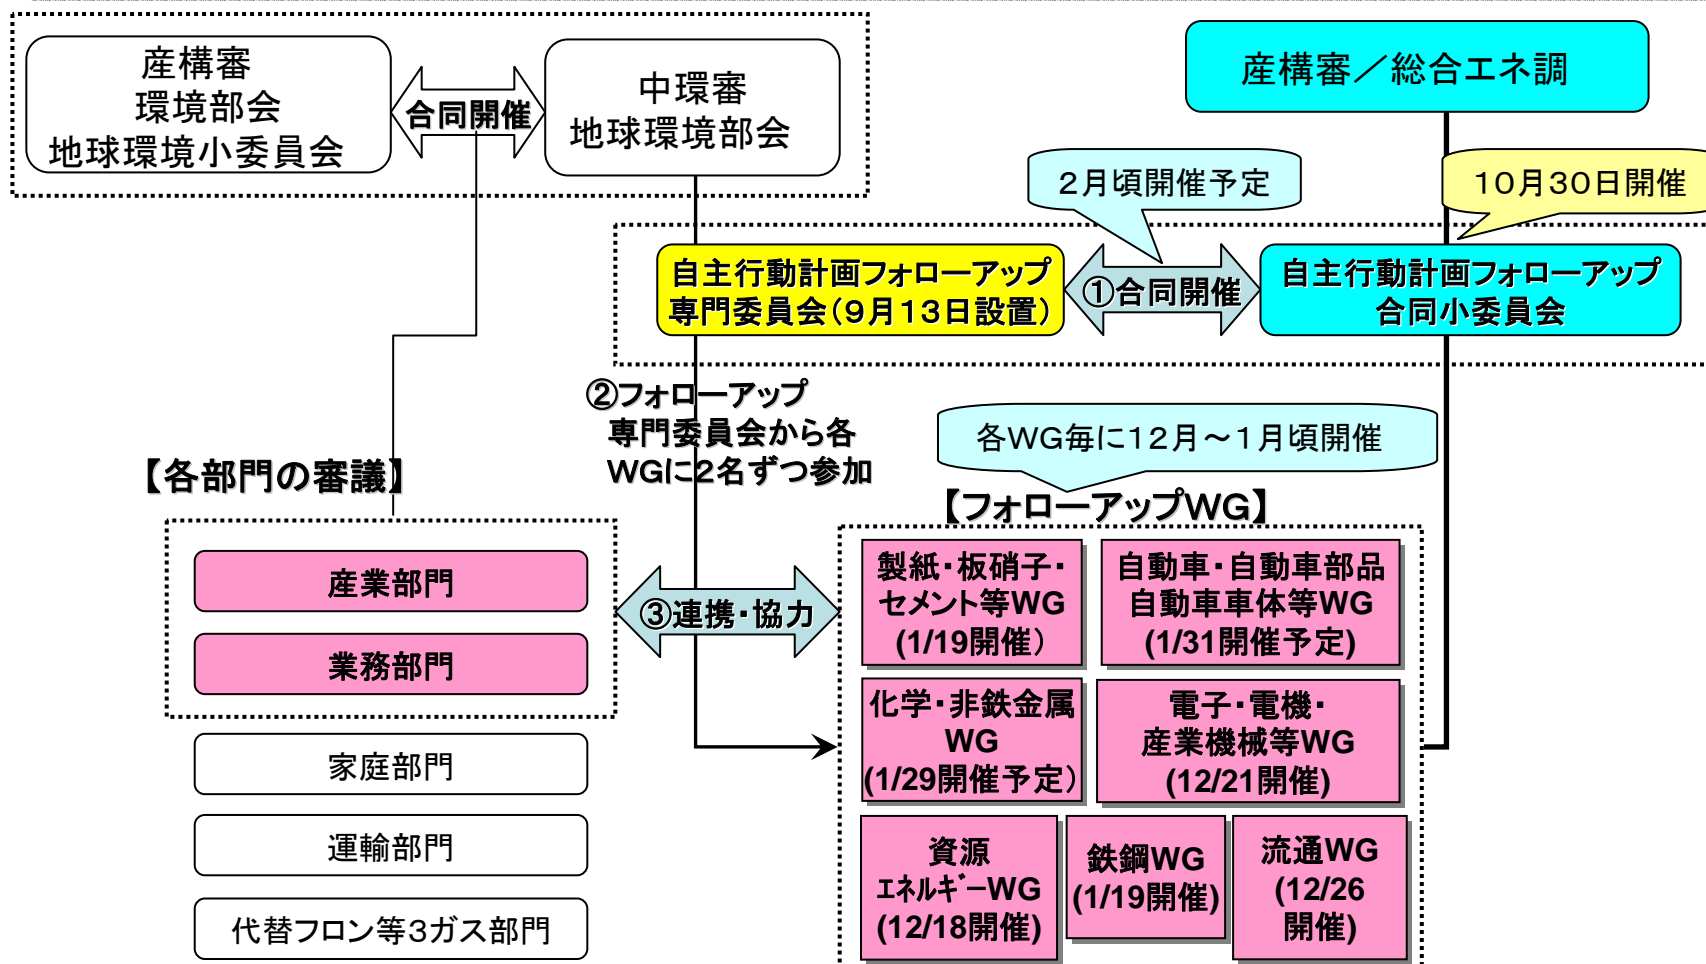 産構審
環境部会
地球環境小委員会
合同開催
中環審
地球環境部会
産構審／総合エネ調
２月頃開催予定
１０月３０日開催
自主行動計画フォローアップ
専門委員会（９月１３日設置）
①合同開催
自主行動計画フォローアップ
合同小委員会
②フォローアップ
専門委員会から各
ＷＧに２名ずつ参加
各ＷＧ毎に１２月～１月頃開催
【各部門の審議】
産業部門
業務部門
家庭部門
運輸部門
代替フロン等３ガス部門
③連携・協力
【フォローアップＷＧ】
製紙・板硝子・
セメント等WG
(1/19開催）
自動車・自動車部品
自動車車体等WG
(1/31開催予定)
化学・非鉄金属
WG
(1/29開催予定）
電子・電機・
産業機械等WG
(12/21開催)
資源
ｴﾈﾙｷﾞｰWG
(12/18開催)
鉄鋼WG
(1/19開催)
流通WG
(12/26
開催)